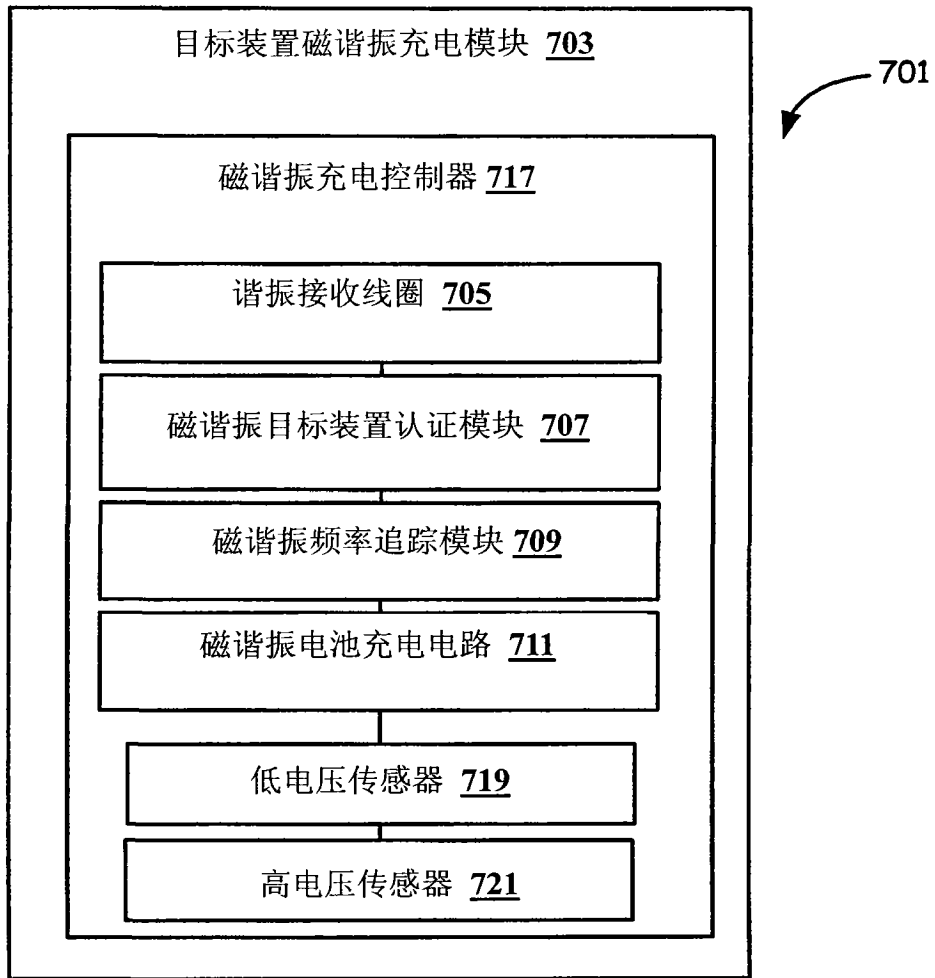 目标装置磁谐振充电模块 703
701
磁谐振充电控制器 717
谐振接收线圈 705
磁谐振目标装置认证模块 707
磁谐振频率追踪模块 709
磁谐振电池充电电路 711
低电压传感器 719
高电压传感器 721